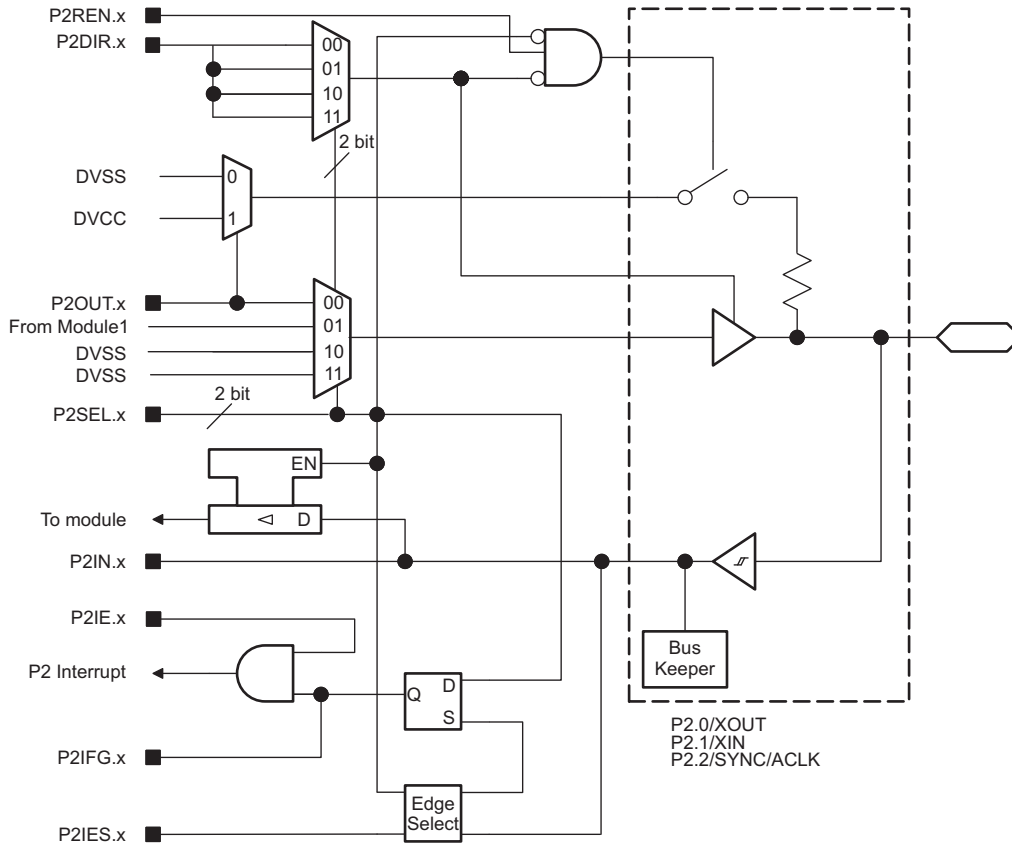 P2REN.x
P2DIR.x
00
01
10
11
2 bit
DVSS
0
DVCC
1
P2OUT.x
00
From Module1
01
DVSS
10
DVSS
11
P2SEL.x
2 bit
EN
To module
D
P2IN.x
P2IE.x
Bus
Keeper
P2 Interrupt
Q
D
S
P2.0/XOUT
P2.1/XIN
P2.2/SYNC/ACLK
P2IFG.x
Edge
Select
P2IES.x